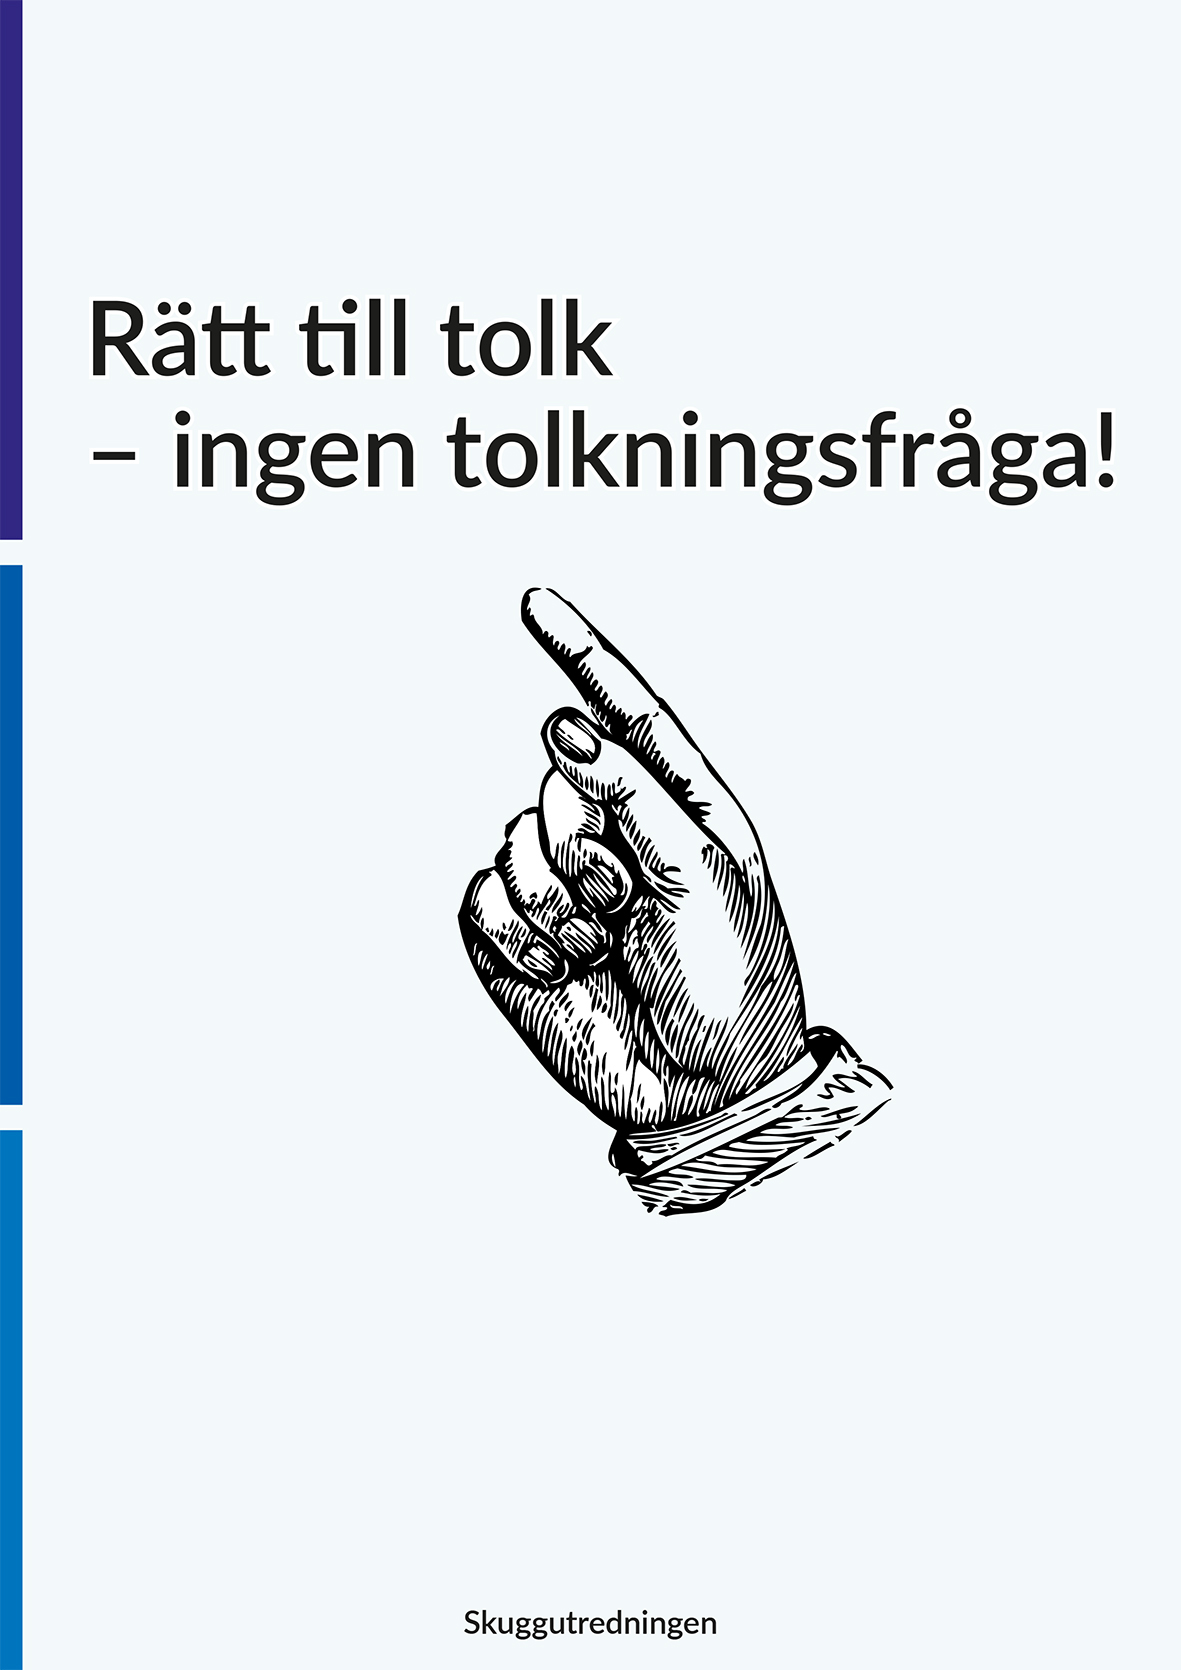 Rätt till tolk
– ingen tolkningsfråga!
Skuggutredningen